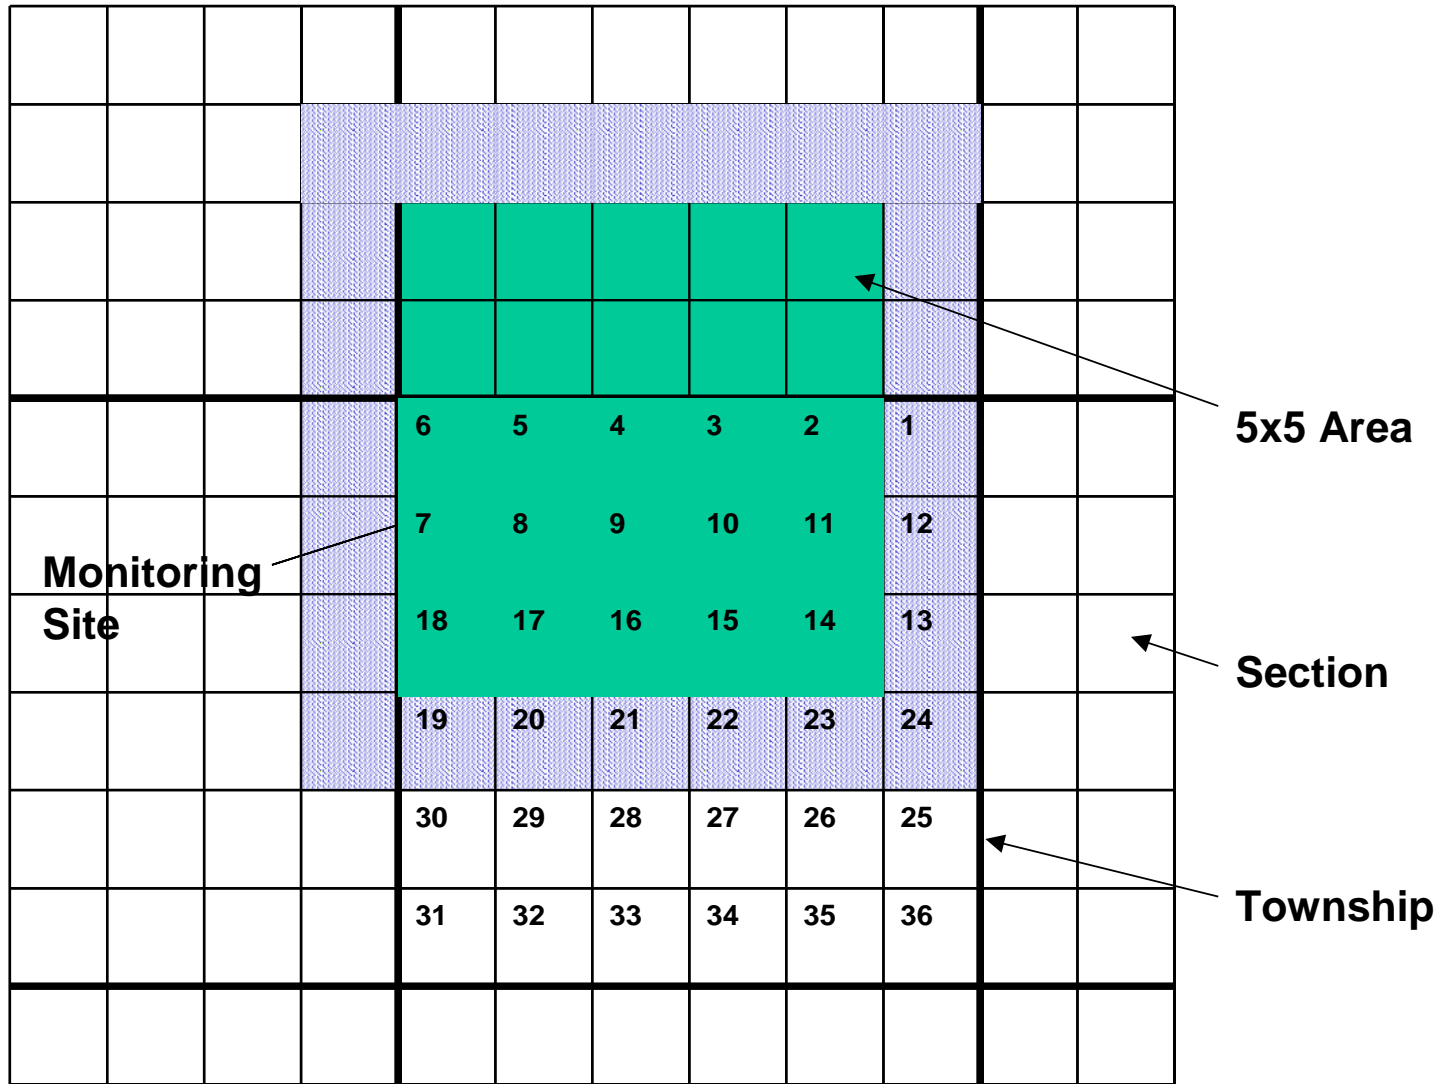 6 5 4 3 2 1
5x5 Area
7 8 9 10 11 12
Monitoring
Site
18 17 16 15 14 13
Section
19 20 21 22 23 24
30 29 28 27 26 25
Township
31 32 33 34 35 36